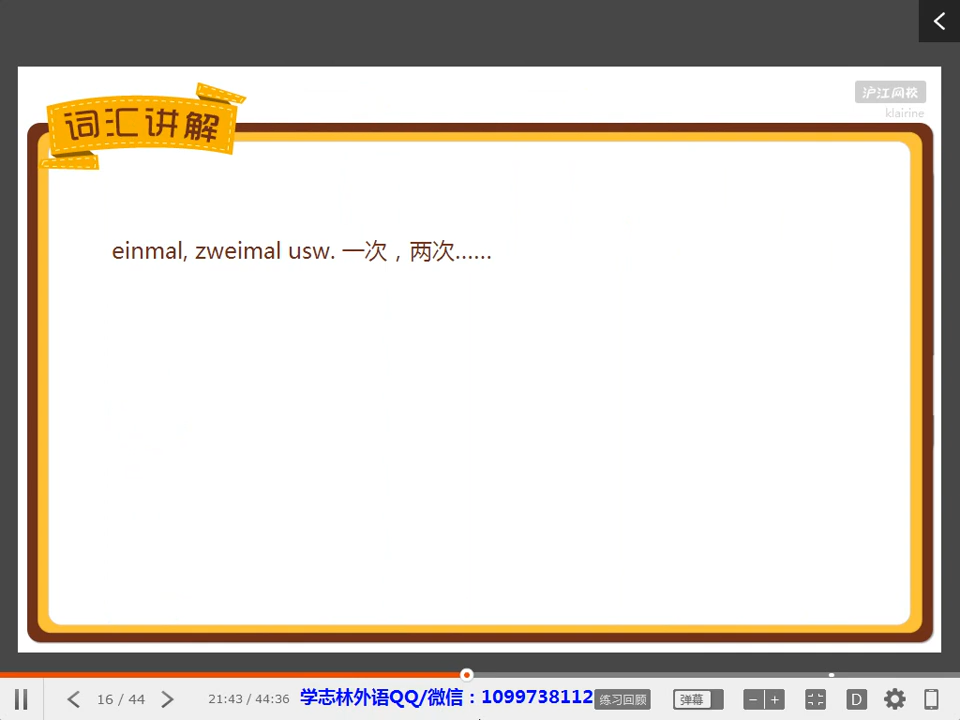 沪江网校
klairine
词汇讲解
einmal, zweimal usw. 一次，两次......
16 / 44
21:43 / 44:36
学志林外语QQ/微信：1099738112
练习回顾
弹幕
D